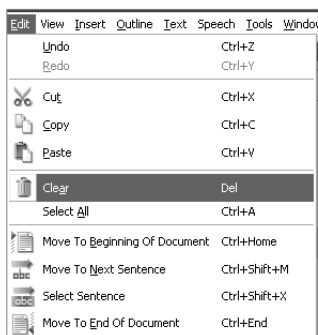 Edit View Insert Outline Text Speech Tools
Undo Ctrl+Z
Redo Ctrl+Y
Cut Ctrl+X
Copy Ctrl+C
Paste Ctrl+V
Clear Del
Select All Ctrl+A
Move To Beginning Of Document Ctrl+Home
abc Move To Next Sentence Ctrl+Shift+M
abc Select Sentence Ctrl+Shift+X
Move To End Of Document Ctrl+End